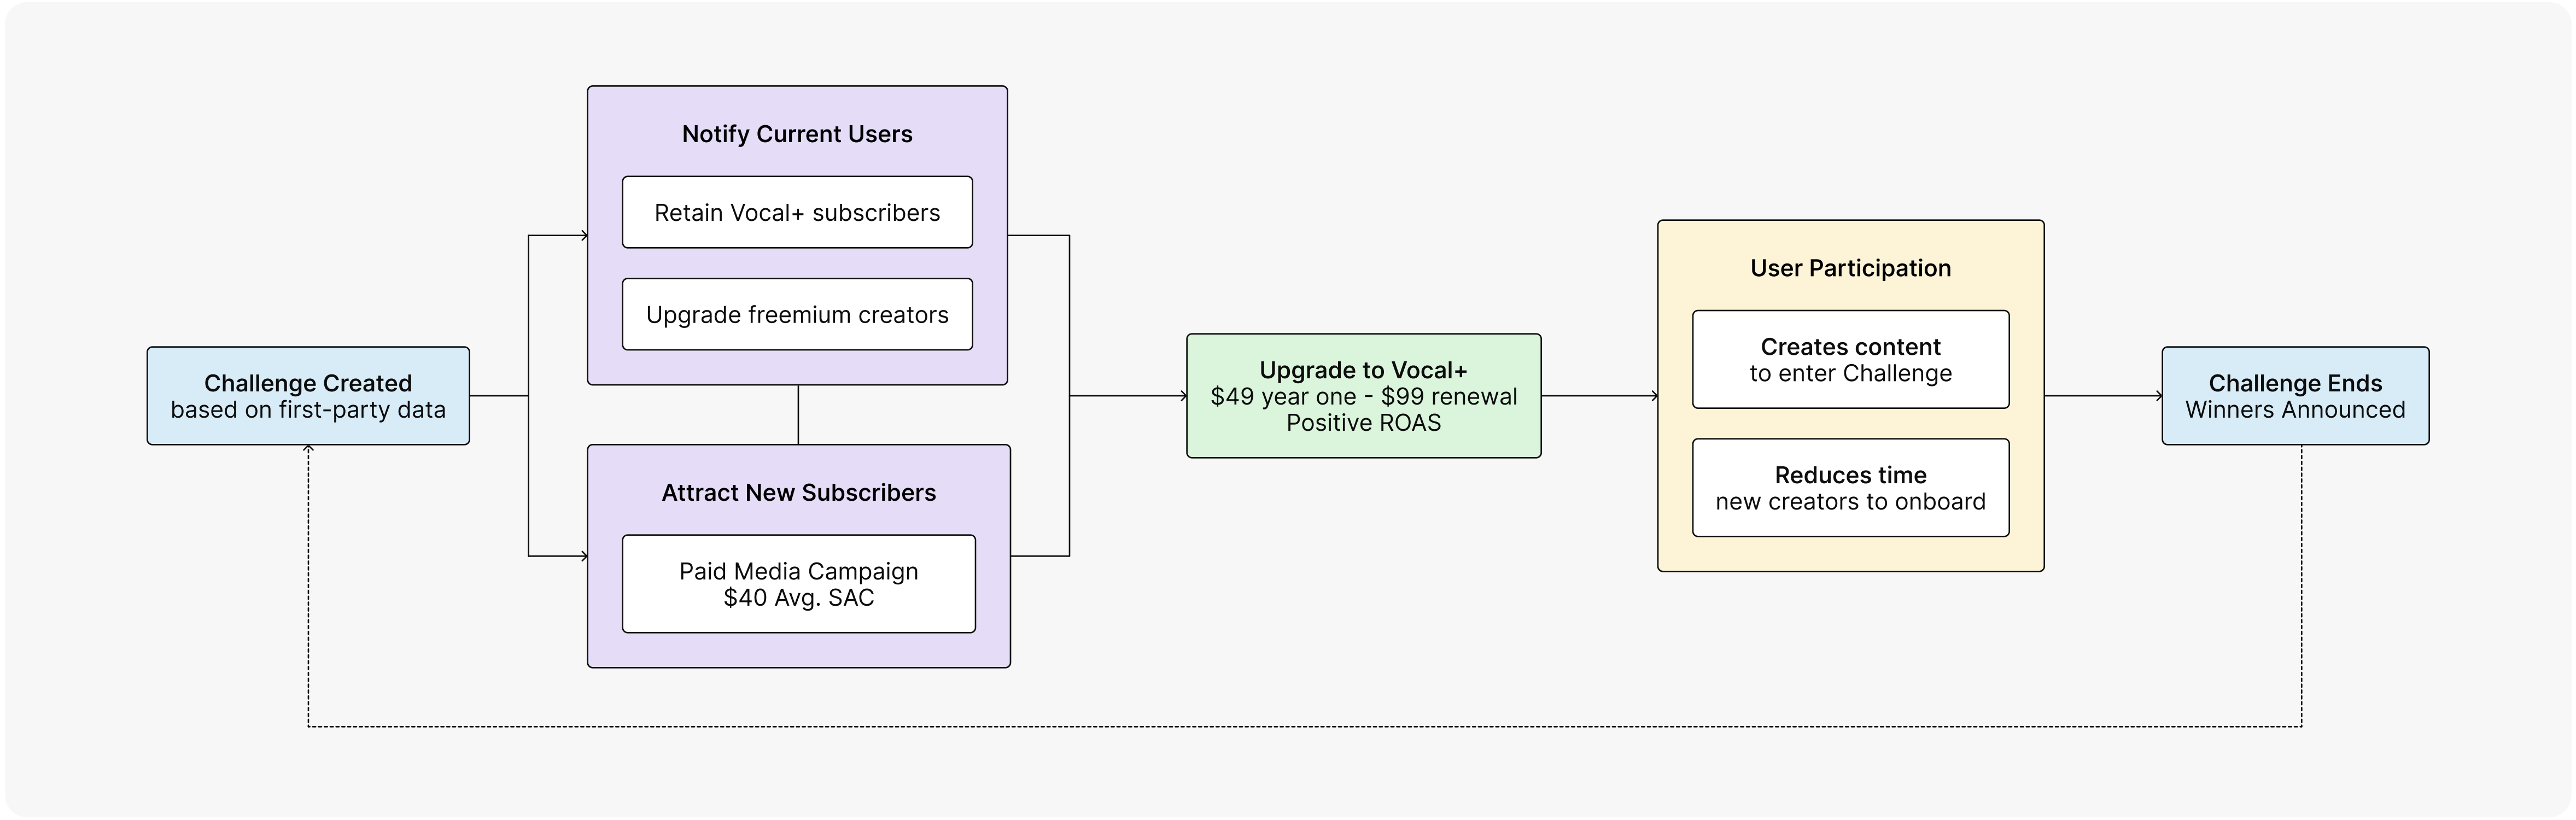 Notify Current Users
Retain Vocal+ subscribers
Upgrade freemium creators
Challenge Created
based on first-party data
Attract New Subscribers
Paid Media Campaign
$40 Avg. SAC
Upgrade to Vocal+
$49 year one - $99 renewal
Positive ROAS
User Participation
Creates content
to enter Challenge
Reduces time
new creators to onboard
Challenge Ends
Winners Announced